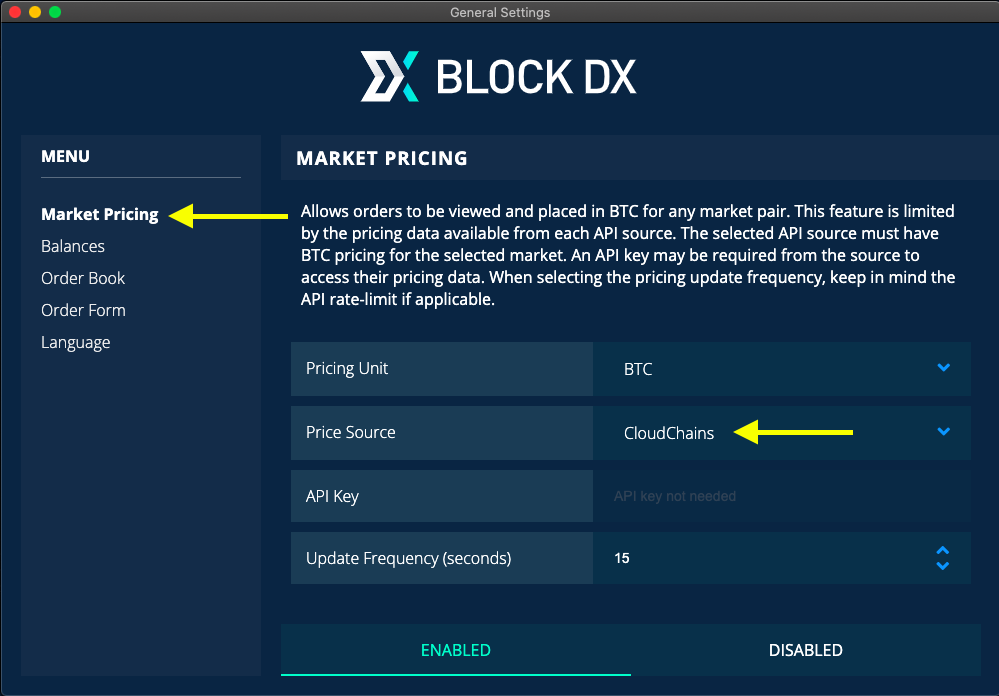 General Settings
BLOCK DX
MENU
Market Pricing
Balances
Order Book
Order Form
Language
MARKET PRICING
Allows orders to be viewed and placed in BTC for any market pair. This feature is limited
by the pricing data available from each API source. The selected API source must have
BTC pricing for the selected market. An API key may be required from the source to
access their pricing data. When selecting the pricing update frequency, keep in mind the
API rate-limit if applicable.
Pricing Unit
BTC
Price Source
CloudChains
API Key
API key not needed
Update Frequency (seconds)
15
ENABLED
DISABLED